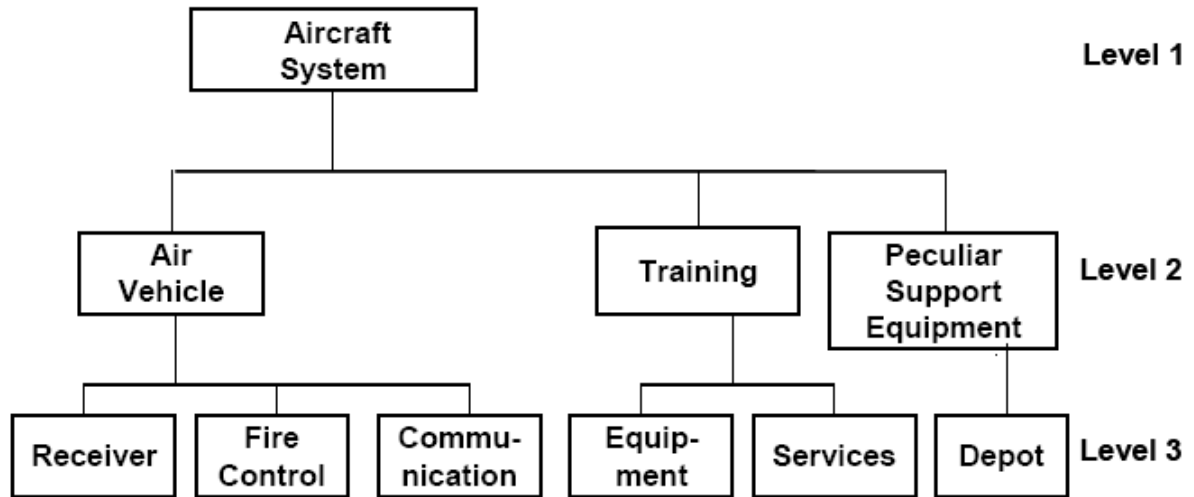 Aircraft
System
Level 1
Air
Vehicle
Training
Peculiar
Support
Equipment
Level 2
Receiver
Fire
Control
Commu-
nication
Equip-
ment
Services
Depot
Level 3